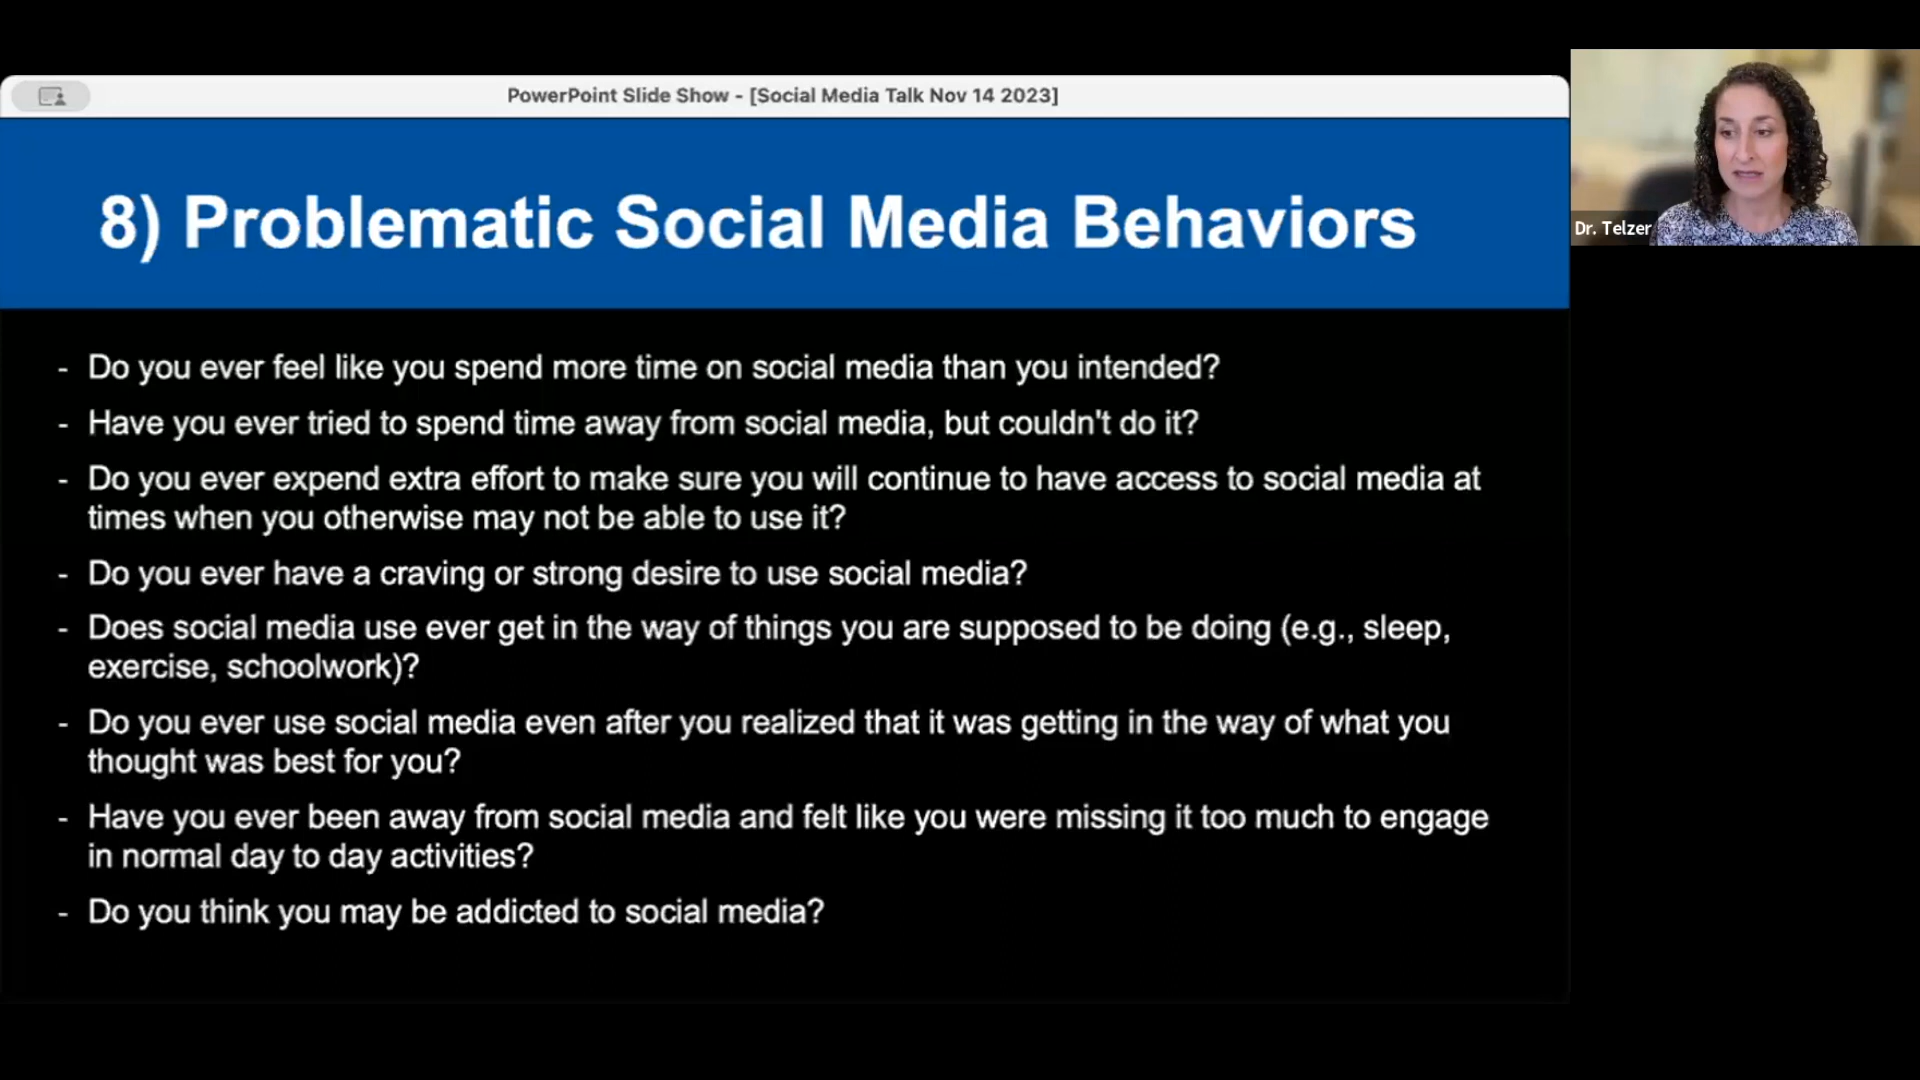 PowerPoint Slide Show - [Social Media Talk Nov 14 2023]
8) Problematic Social Media Behaviors
- Do you ever feel like you spend more time on social media than you intended?
- Have you ever tried to spend time away from social media, but couldn't do it?
- Do you ever expend extra effort to make sure you will continue to have access to social media at
times when you otherwise may not be able to use it?
- Do you ever have a craving or strong desire to use social media?
- Does social media use ever get in the way of things you are supposed to be doing (e.g., sleep,
exercise, schoolwork)?
- Do you ever use social media even after you realized that it was getting in the way of what you
thought was best for you?
- Have you ever been away from social media and felt like you were missing it too much to engage
in normal day to day activities?
- Do you think you may be addicted to social media?
Dr. Telzer